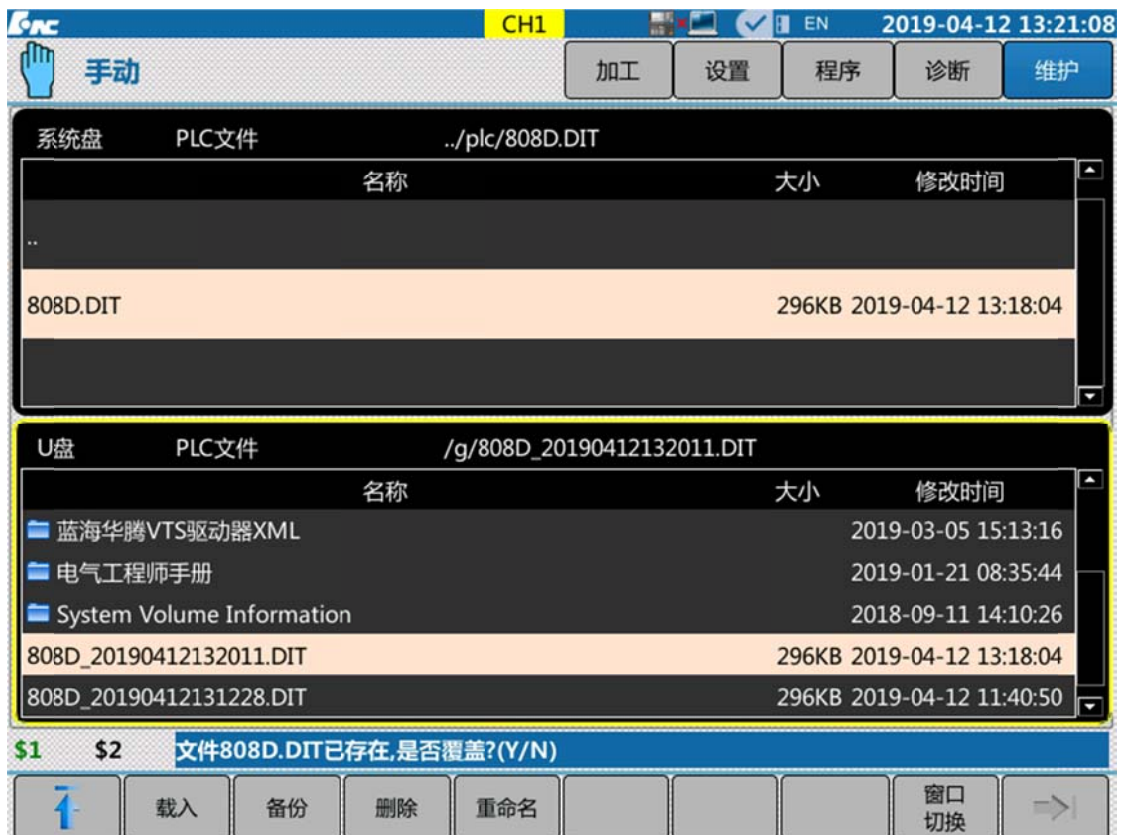 CH1 EN 2019-04-12 13:21:08
手动 加工 设置 程序 诊断 维护
系统盘 PLC文件 ../plc/808D.DIT
名称 大小 修改时间
..
808D.DIT 296KB 2019-04-12 13:18:04
U盘 PLC文件 /g/808D_20190412132011.DIT
名称 大小 修改时间
蓝海华腾VTS驱动器XML 2019-03-05 15:13:16
电气工程师手册 2019-01-21 08:35:44
System Volume Information 2018-09-11 14:10:26
808D_20190412132011.DIT 296KB 2019-04-12 13:18:04
808D_20190412131228.DIT 296KB 2019-04-12 11:40:50
$1 $2 文件808D.DIT已存在,是否覆盖?(Y/N)
载入 备份 删除 重命名 窗口
切换